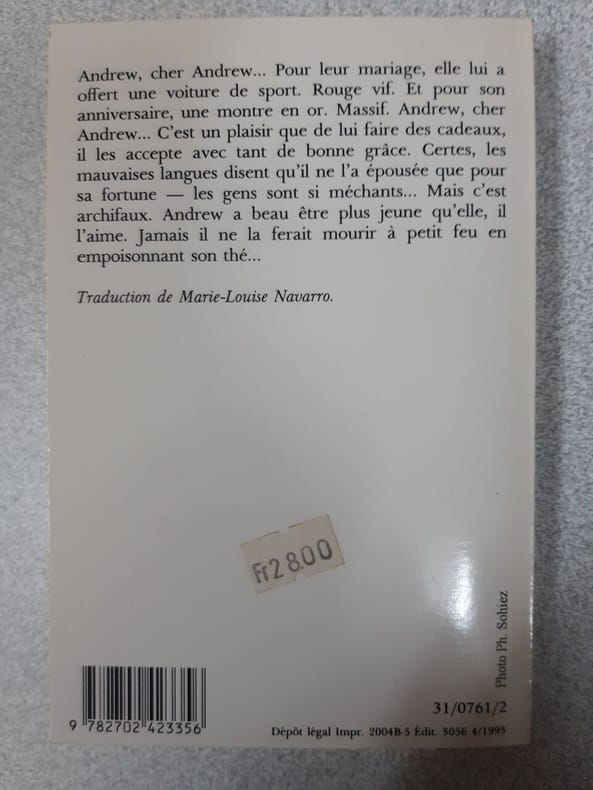 Andrew, cher Andrew... Pour leur mariage, elle lui a
offert une voiture de sport. Rouge vif. Et pour son
anniversaire, une montre en or. Massif. Andrew, cher
Andrew... C'est un plaisir que de lui faire des cadeaux,
il les accepte avec tant de bonne grâce. Certes, les
mauvaises langues disent qu'il ne l'a épousée que pour
sa fortune — les gens sont si méchants... Mais c'est
archifaux. Andrew a beau être plus jeune qu'elle, il
l'aime. Jamais il ne la ferait mourir à petit feu en
empoisonnant son thé...
Traduction de Marie-Louise Navarro.
Fr 28.00
Photo Ph. Sohiez
31/0761/2
9 782702 423356
Dépôt légal Impr. 2004B-5 Édit. 3056 4/1995